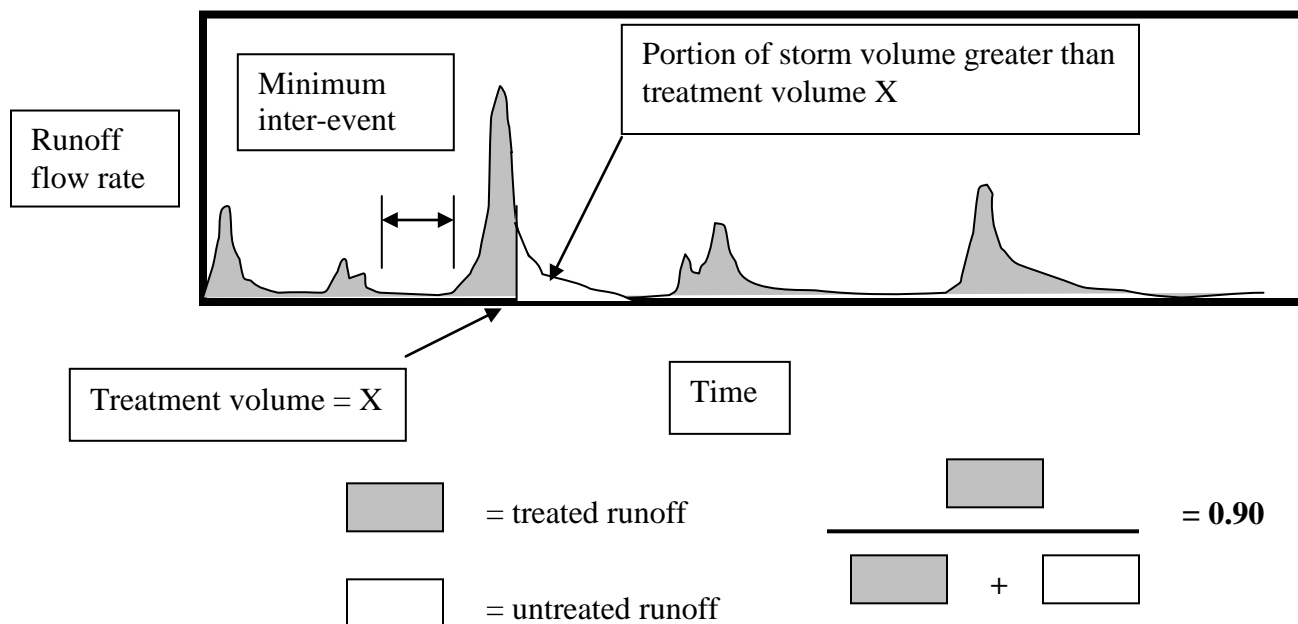 Portion of storm volume greater than
treatment volume X
Minimum
inter-event
Runoff
flow rate
Treatment volume = X
Time
= treated runoff
= 0.90
+
= untreated runoff